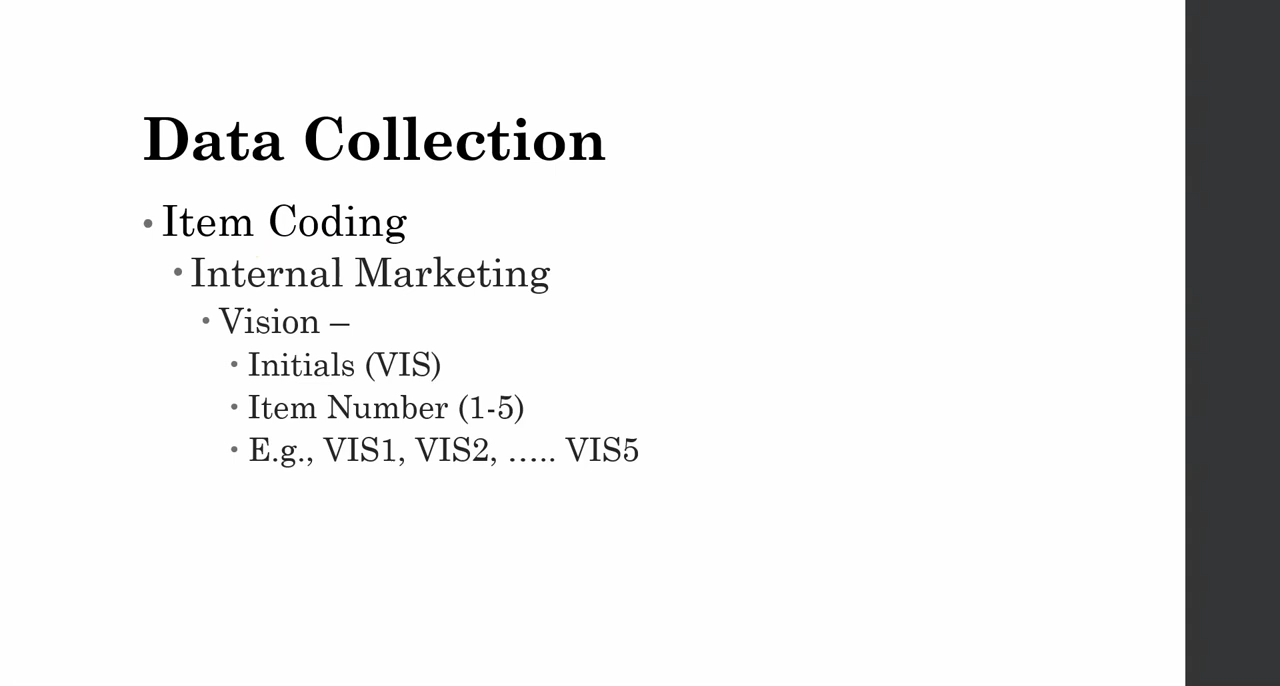 Data Collection
• Item Coding
• Internal Marketing
• Vision –
• Initials (VIS)
• Item Number (1-5)
• E.g., VIS1, VIS2, ….. VIS5